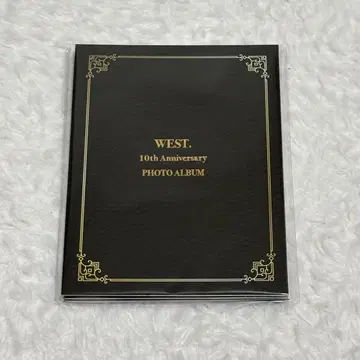 WEST.
10th Anniversary
PHOTO ALBUM